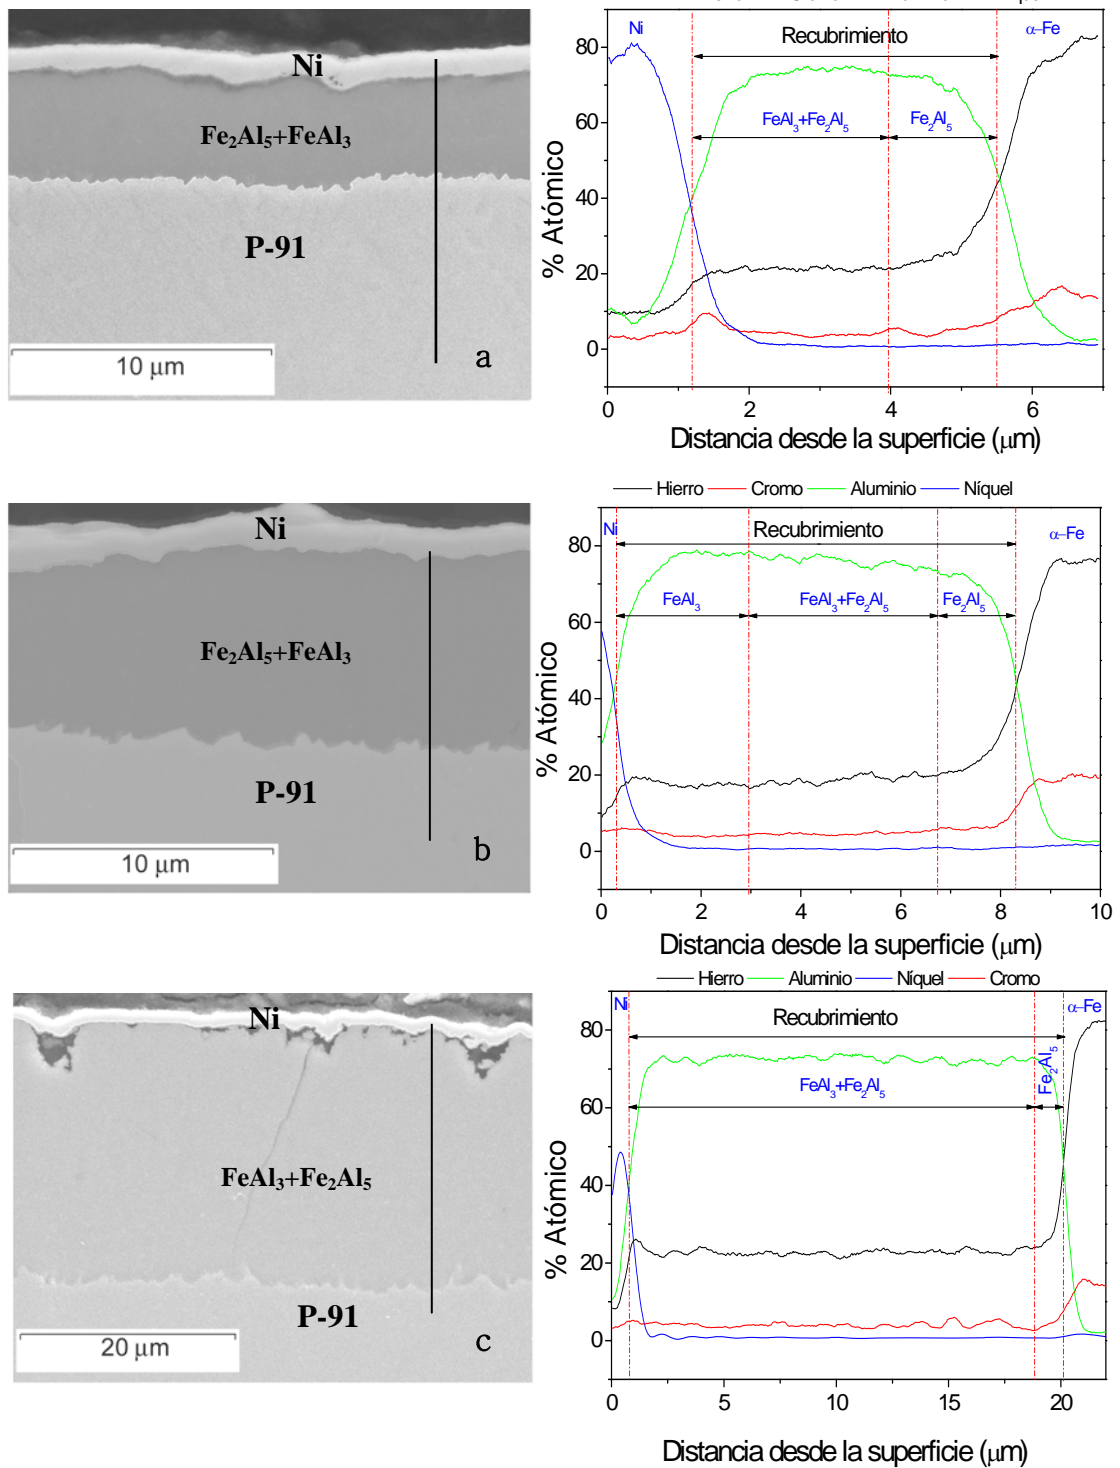 Ni
Fe₂Al₅+FeAl₃
P-91
10 μm
a
Ni
α-Fe
Recubrimiento
FeAl₃+Fe₂Al₅
Fe₂Al₅
% Atómico
80
60
40
20
0
0 2 4 6
Distancia desde la superficie (μm)
Ni
Fe₂Al₅+FeAl₃
P-91
10 μm
b
Hierro Cromo Aluminio Níquel
Ni
Recubrimiento
α-Fe
FeAl₃
FeAl₃+Fe₂Al₅
Fe₂Al₅
% Atómico
80
60
40
20
0
0 2 4 6 8 10
Distancia desde la superficie (μm)
Ni
FeAl₃+Fe₂Al₅
P-91
20 μm
c
Hierro Aluminio Níquel Cromo
Ni
Recubrimiento
α-Fe
FeAl₃+Fe₂Al₅
Fe₂Al₅
% Atómico
80
60
40
20
0
0 5 10 15 20
Distancia desde la superficie (μm)